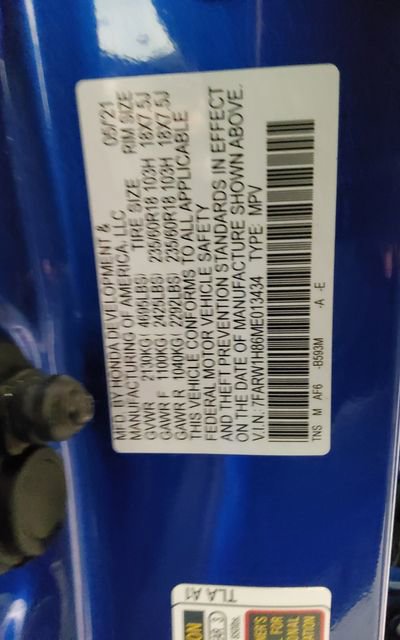 MFD. BY HONDA DEVELOPMENT & 05/21
MANUFACTURING OF AMERICA, LLC
TIRE SIZE RIM SIZE
GVWR 2130KG( 4695LBS)
GAWR F 1100KG( 2425LBS) 235/60R18 103H 18X7.5J
GAWR R 1040KG( 2292LBS) 235/60R18 103H 18X7.5J
THIS VEHICLE CONFORMS TO ALL APPLICABLE
FEDERAL MOTOR VEHICLE SAFETY
AND THEFT PREVENTION STANDARDS IN EFFECT
ON THE DATE OF MANUFACTURE SHOWN ABOVE.
V.I.N.: 7FARW1H86ME013434 TYPE: MPV
TNS M AF6 -B593M -A -E
TLA A1